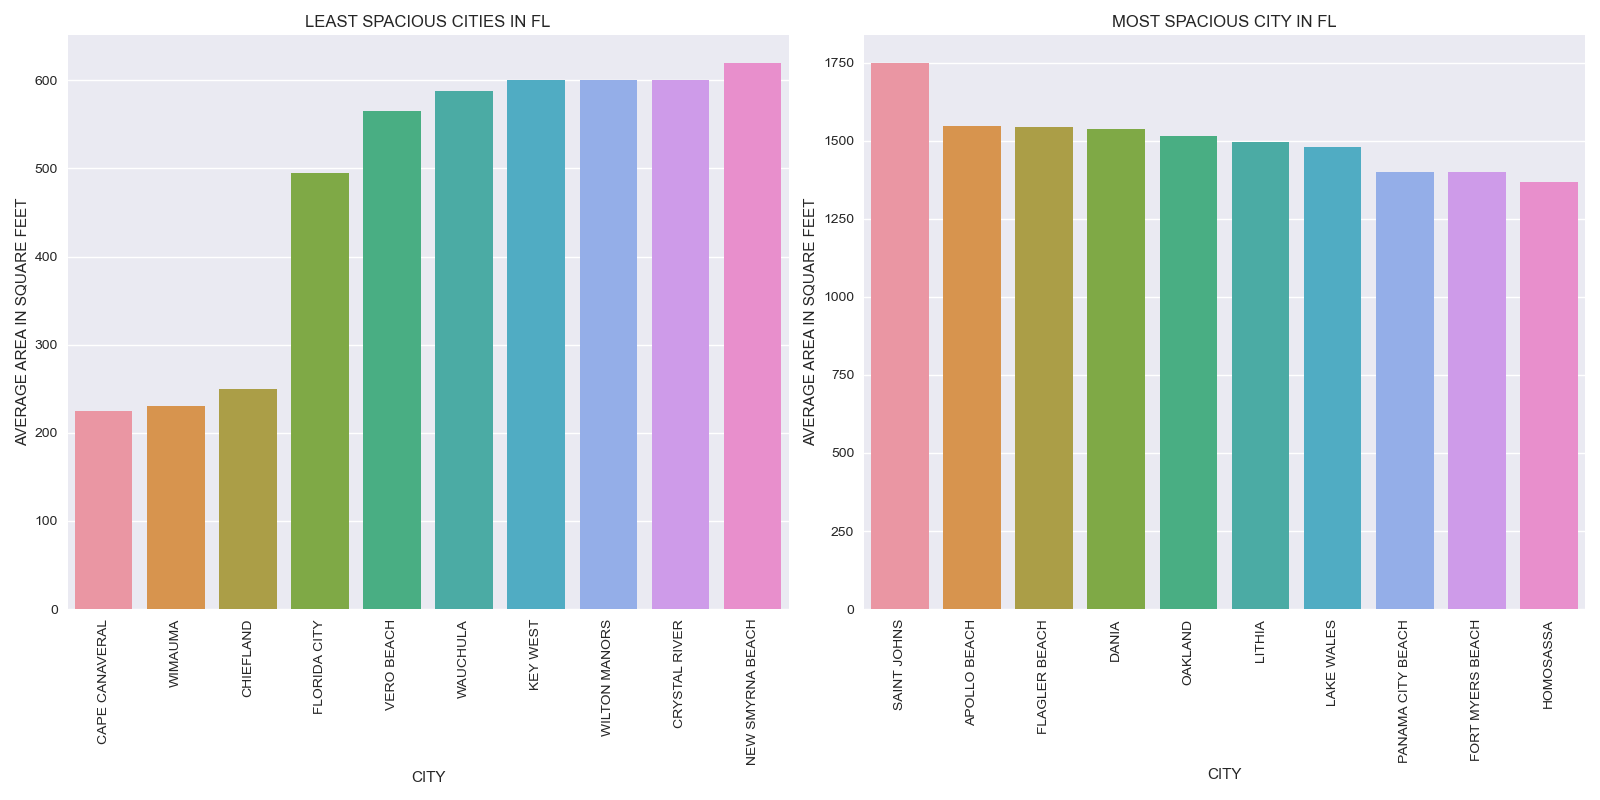 LEAST SPACIOUS CITIES IN FL
AVERAGE AREA IN SQUARE FEET
600
500
400
300
200
100
0
CAPE CANAVERAL
WIMAUMA
CHIEFLAND
FLORIDA CITY
VERO BEACH
WAUCHULA
KEY WEST
WILTON MANORS
CRYSTAL RIVER
NEW SMYRNA BEACH
CITY
MOST SPACIOUS CITY IN FL
AVERAGE AREA IN SQUARE FEET
1750
1500
1250
1000
750
500
250
0
SAINT JOHNS
APOLLO BEACH
FLAGLER BEACH
DANIA
OAKLAND
LITHIA
LAKE WALES
PANAMA CITY BEACH
FORT MYERS BEACH
HOMOSASSA
CITY